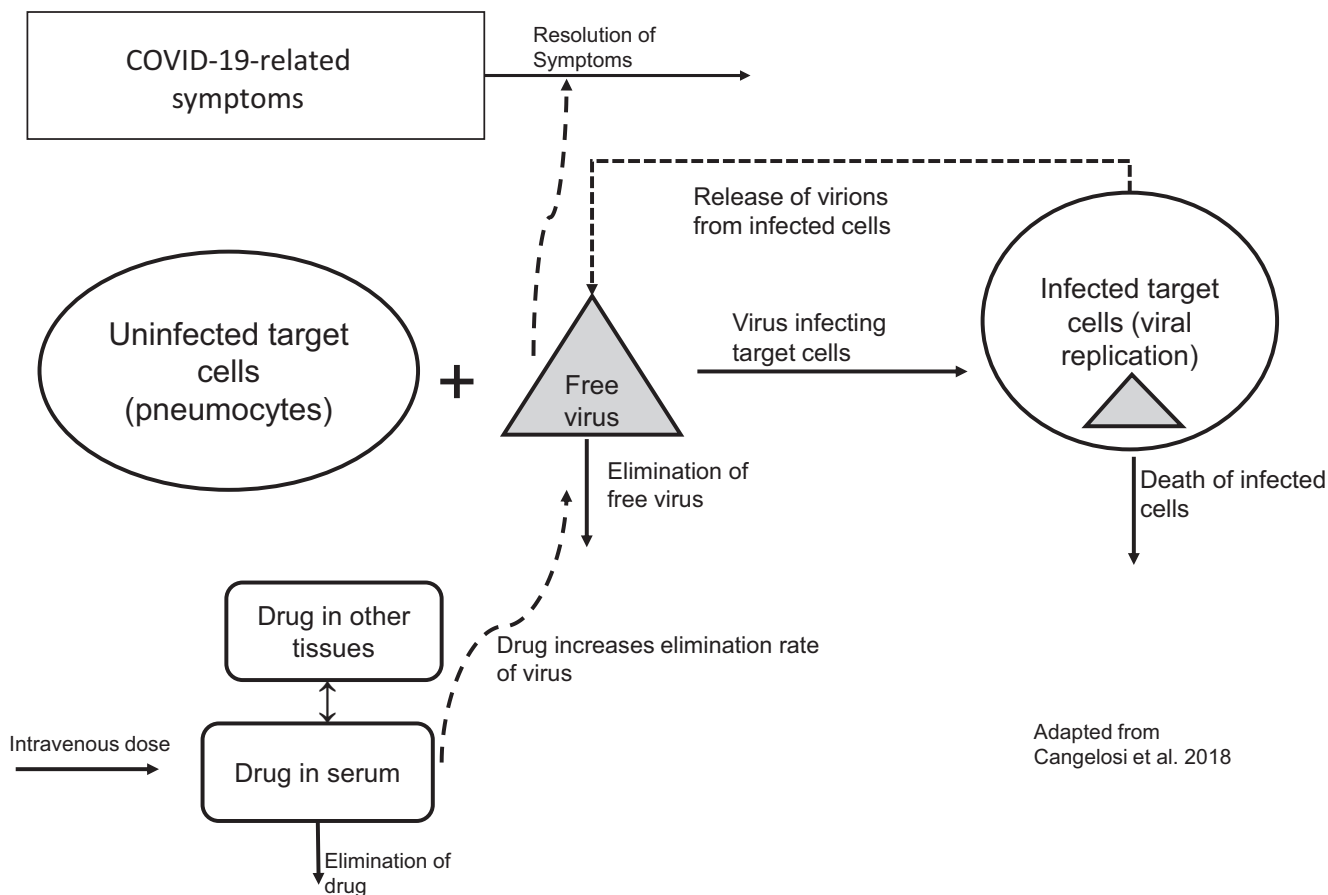 COVID-19-related
symptoms
Resolution of
Symptoms
Release of virions
from infected cells
Uninfected target
cells
(pneumocytes)
+
Free
virus
Virus infecting
target cells
Infected target
cells (viral
replication)
Elimination of
free virus
Death of infected
cells
Drug in other
tissues
Drug increases elimination rate
of virus
Intravenous dose
Drug in serum
Elimination of
drug
Adapted from
Cangelosi et al. 2018